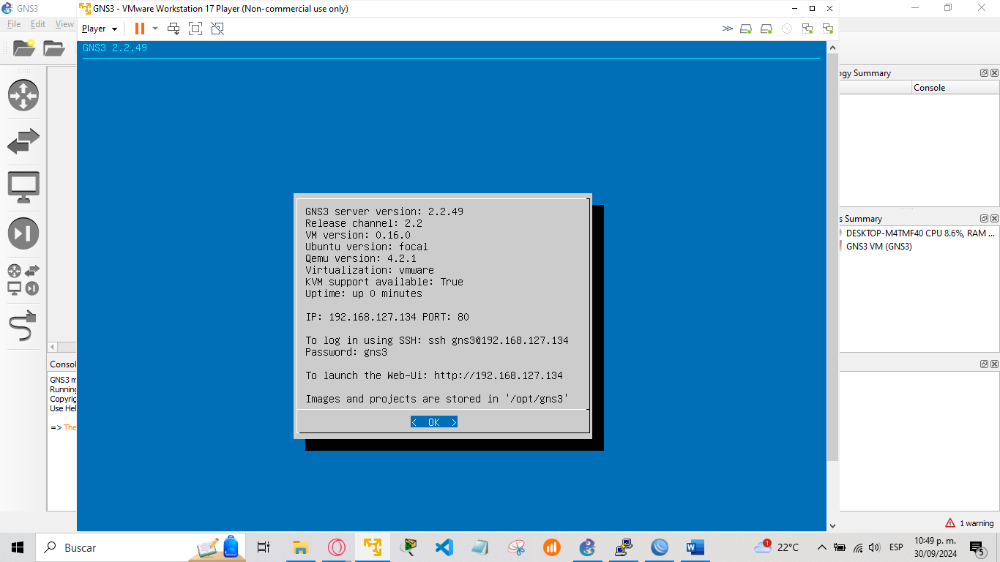 GNS3
GNS3 - VMware Workstation 17 Player (Non-commercial use only)
File Edit View
Player
GNS3 2.2.49
GNS3 server version: 2.2.49
Release channel: 2.2
VM version: 0.16.0
Ubuntu version: focal
Qemu version: 4.2.1
Virtualization: vmware
KVM support available: True
Uptime: up 0 minutes
IP: 192.168.127.134 PORT: 80
To log in using SSH: ssh gns3@192.168.127.134
Password: gns3
To launch the Web-Ui: http://192.168.127.134
Images and projects are stored in '/opt/gns3'
< OK >
ogy Summary
Console
s Summary
DESKTOP-M4TMF40 CPU 8.6%, RAM ...
GNS3 VM (GNS3)
Consol
GNS3 m
Running
Copyrig
Use Hel
=> The
1 warning
Buscar
1
22°C
ESP
10:49 p. m.
30/09/2024
5